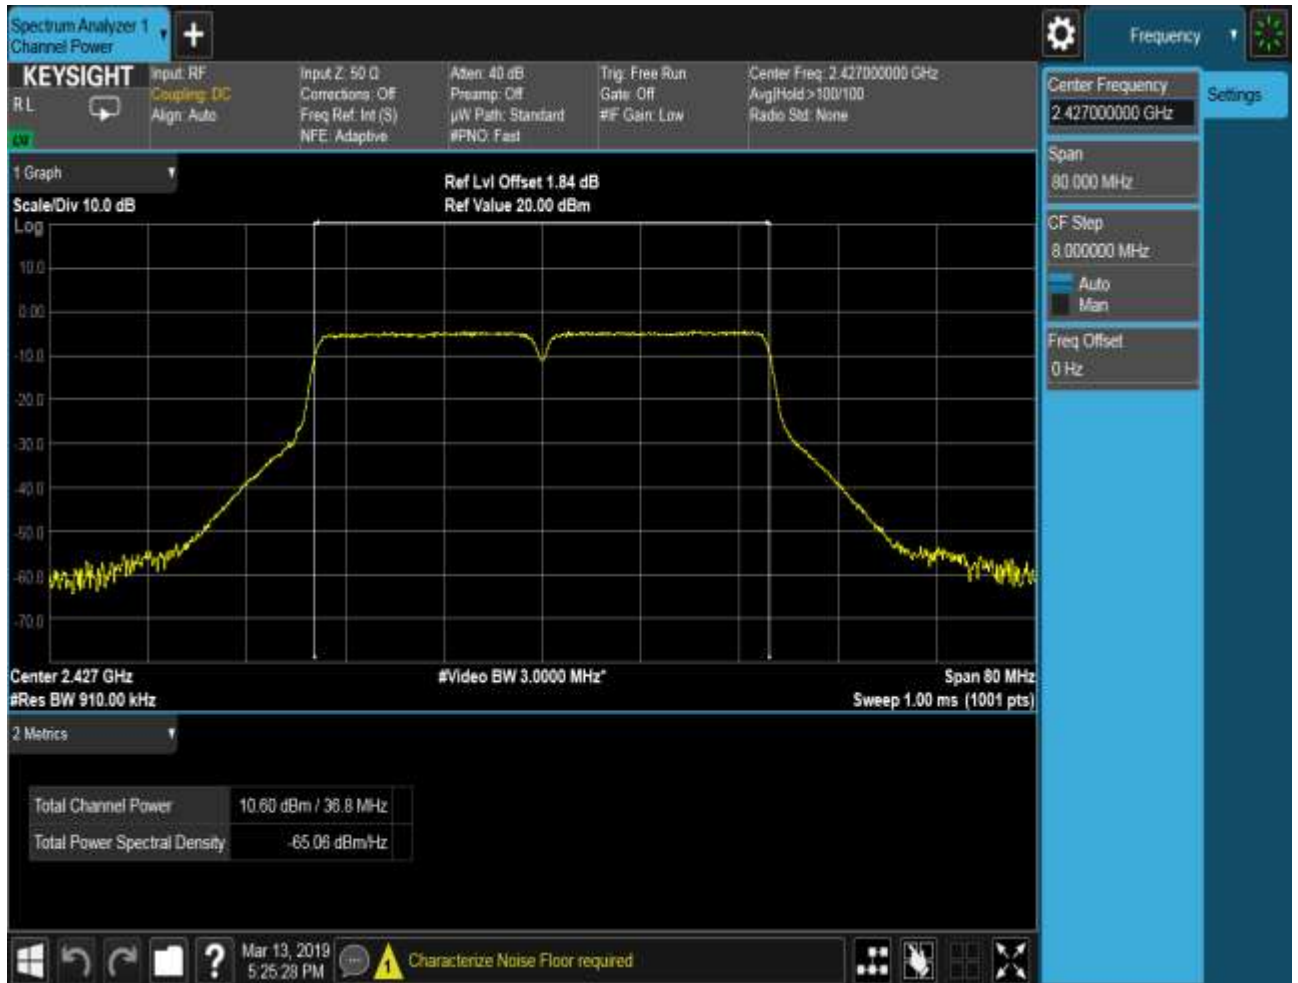 Spectrum Analyzer 1
Channel Power
Frequency
KEYSIGHT
R L
Input: RF
Coupling: DC
Align: Auto
Input Z: 50 Ω
Corrections: Off
Freq Ref: Int (S)
NFE: Adaptive
Atten: 40 dB
Preamp: Off
µW Path: Standard
#PNO: Fast
Trig: Free Run
Gate: Off
#IF Gain: Low
Center Freq: 2.427000000 GHz
Avg|Hold:>100/100
Radio Std: None
Center Frequency
2.427000000 GHz
Settings
Span
80.000 MHz
CF Step
8.000000 MHz
Auto
Man
Freq Offset
0 Hz
1 Graph
Scale/Div 10.0 dB
Ref Lvl Offset 1.84 dB
Ref Value 20.00 dBm
Log
10.0
0.00
-10.0
-20.0
-30.0
-40.0
-50.0
-60.0
-70.0
Center 2.427 GHz
#Video BW 3.0000 MHz*
Span 80 MHz
#Res BW 910.00 kHz
Sweep 1.00 ms (1001 pts)
2 Metrics
Total Channel Power 10.60 dBm / 36.8 MHz
Total Power Spectral Density -65.06 dBm/Hz
?
Mar 13, 2019
5:25:28 PM
1
Characterize Noise Floor required